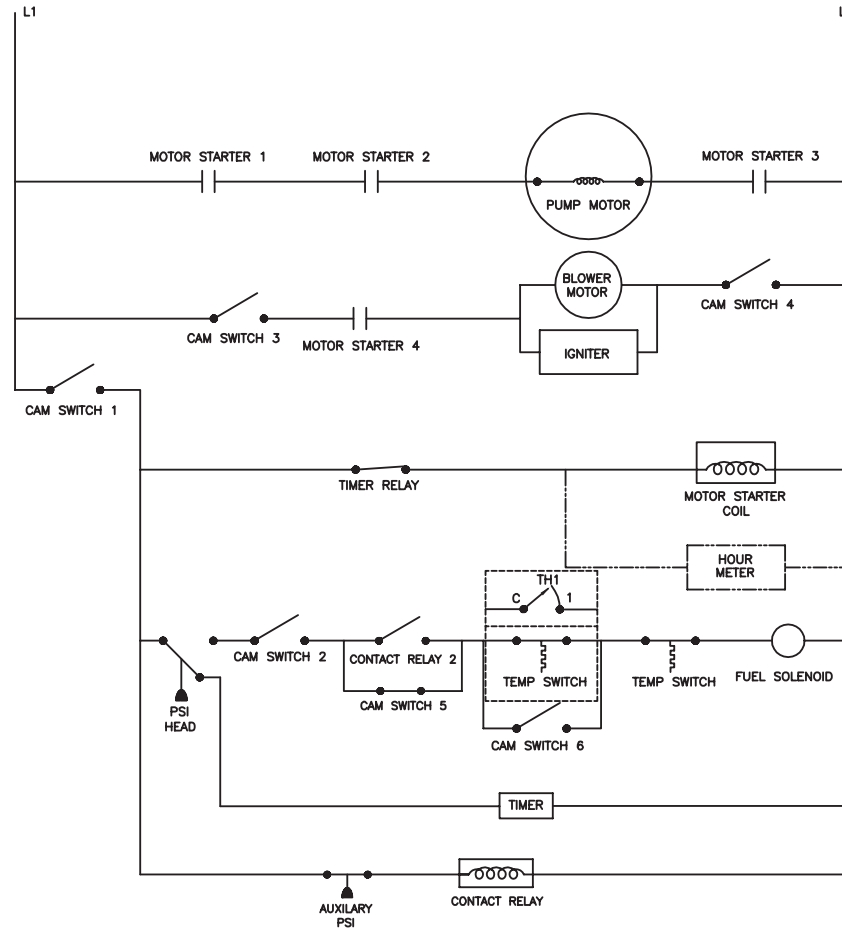 L1
L
MOTOR STARTER 1
MOTOR STARTER 2
MOTOR STARTER 3
PUMP MOTOR
BLOWER
MOTOR
CAM SWITCH 4
CAM SWITCH 3
MOTOR STARTER 4
IGNITER
CAM SWITCH 1
TIMER RELAY
MOTOR STARTER
COIL
HOUR
METER
TH1
C
1
CAM SWITCH 2
CONTACT RELAY 2
TEMP SWITCH
TEMP SWITCH
FUEL SOLENOID
PSI
HEAD
CAM SWITCH 5
CAM SWITCH 6
TIMER
AUXILARY
PSI
CONTACT RELAY